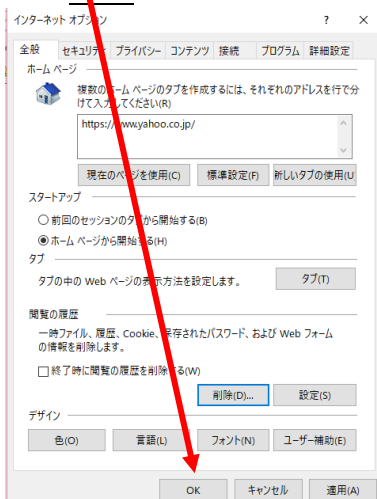 インターネット オプション ? ×
全般 セキュリティ プライバシー コンテンツ 接続 プログラム 詳細設定
ホーム ページ
複数のホーム ページのタブを作成するには、それぞれのアドレスを行で分
けて入力してください(R)
https://www.yahoo.co.jp/
現在のページを使用(C) 標準設定(F) 新しいタブの使用(U
スタートアップ
前回のセッションのタブから開始する(B)
ホーム ページから開始する(H)
タブ
タブの中の Web ページの表示方法を設定します。 タブ(T)
閲覧の履歴
一時ファイル、履歴、Cookie、保存されたパスワード、および Web フォーム
の情報を削除します。
終了時に閲覧の履歴を削除する(W)
削除(D)... 設定(S)
デザイン
色(O) 言語(L) フォント(N) ユーザー補助(E)
OK キャンセル 適用(A)